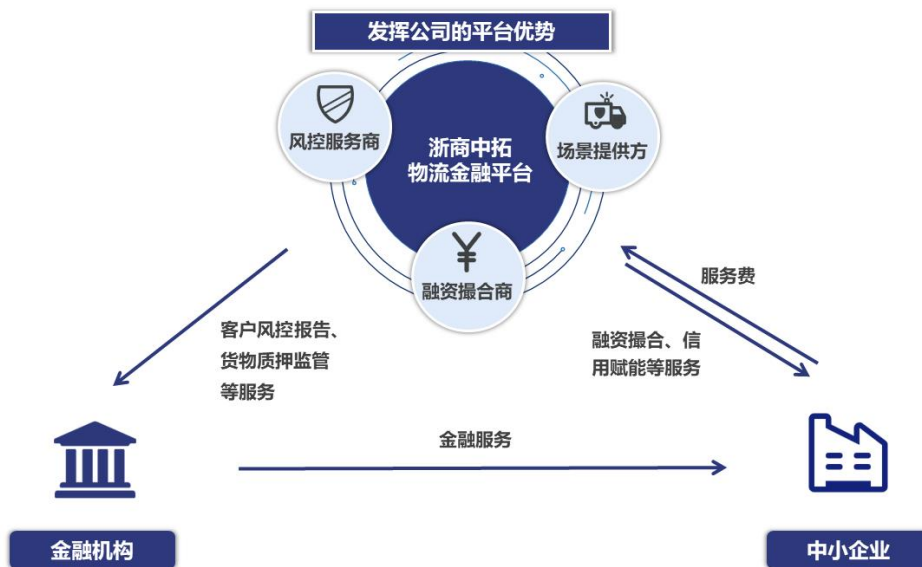 发挥公司的平台优势
风控服务商
浙商中拓
物流金融平台
场景提供方
融资撮合商
服务费
客户风控报告、
货物质押监管
等服务
融资撮合、信
用赋能等服务
金融服务
金融机构
中小企业